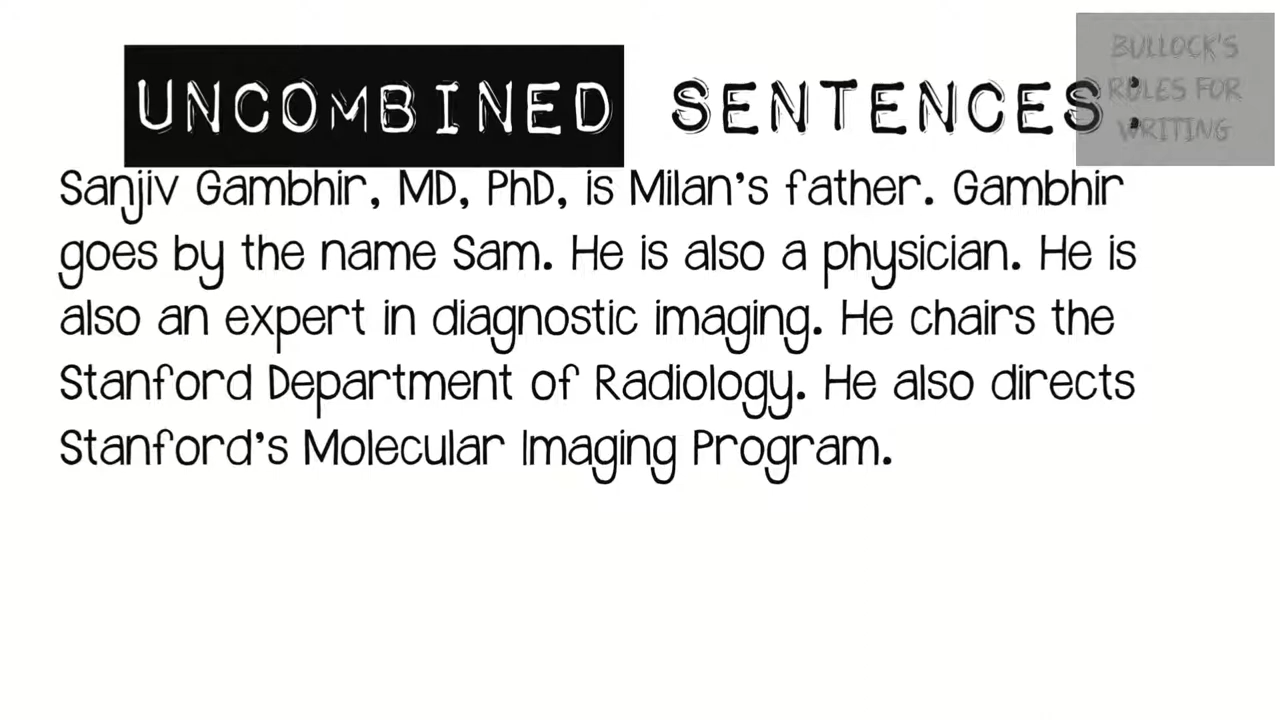 UNCOMBINED SENTENCES:
BULLOCK'S
RULES FOR
WRITING
Sanjiv Gambhir, MD, PhD, is Milan's father. Gambhir
goes by the name Sam. He is also a physician. He is
also an expert in diagnostic imaging. He chairs the
Stanford Department of Radiology. He also directs
Stanford's Molecular Imaging Program.